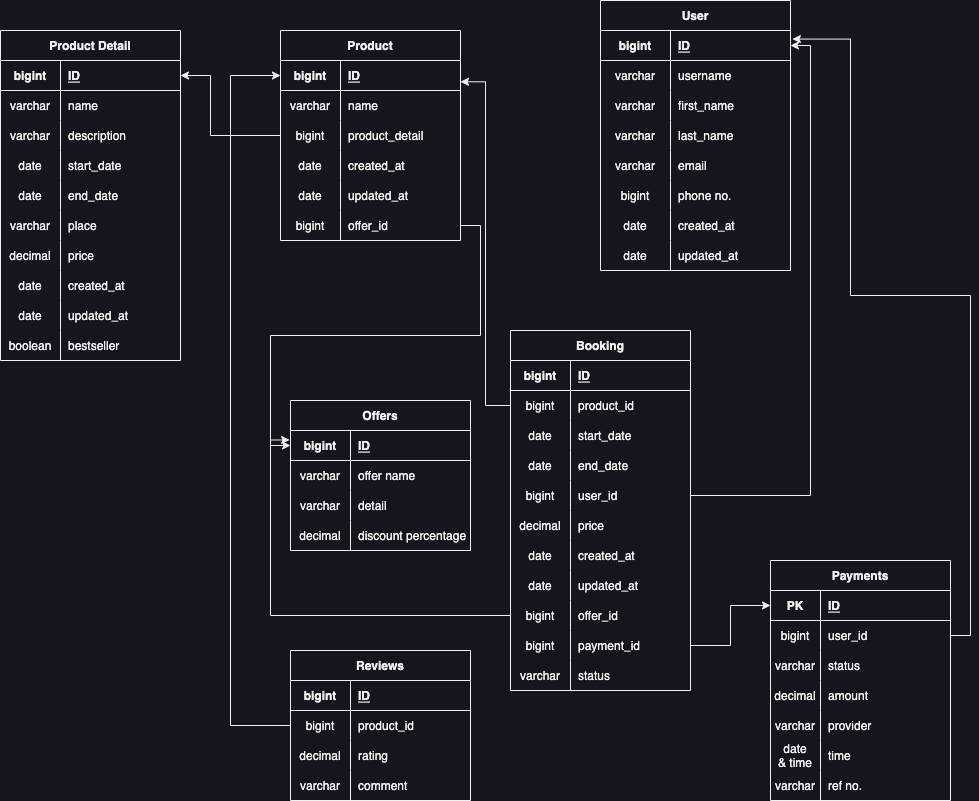 Product Detail
bigint ID
varchar name
varchar description
date start_date
date end_date
varchar place
decimal price
date created_at
date updated_at
boolean bestseller
Product
bigint ID
varchar name
bigint product_detail
date created_at
date updated_at
bigint offer_id
User
bigint ID
varchar username
varchar first_name
varchar last_name
varchar email
bigint phone no.
date created_at
date updated_at
Offers
bigint ID
varchar offer name
varchar detail
decimal discount percentage
Booking
bigint ID
bigint product_id
date start_date
date end_date
bigint user_id
decimal price
date created_at
date updated_at
bigint offer_id
bigint payment_id
varchar status
Reviews
bigint ID
bigint product_id
decimal rating
varchar comment
Payments
PK ID
bigint user_id
varchar status
decimal amount
varchar provider
date
& time time
varchar ref no.